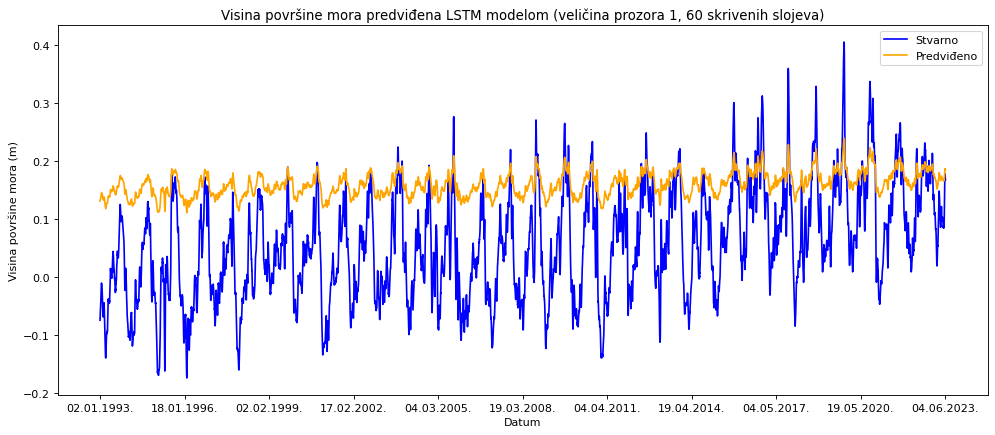 Visina površine mora predviđena LSTM modelom (veličina prozora 1, 60 skrivenih slojeva)
Stvarno
Predviđeno
0.4
0.3
0.2
0.1
0.0
−0.1
−0.2
Visina površine mora (m)
02.01.1993. 18.01.1996. 02.02.1999. 17.02.2002. 04.03.2005. 19.03.2008. 04.04.2011. 19.04.2014. 04.05.2017. 19.05.2020. 04.06.2023.
Datum